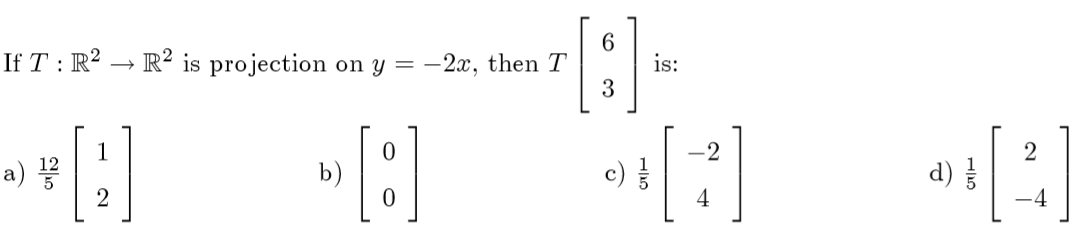 If T : ℝ² → ℝ² is projection on y = −2x, then T [ 6 3 ] is:
a) 12/5 [ 1 2 ] b) [ 0 0 ] c) 1/5 [ −2 4 ] d) 1/5 [ 2 −4 ]